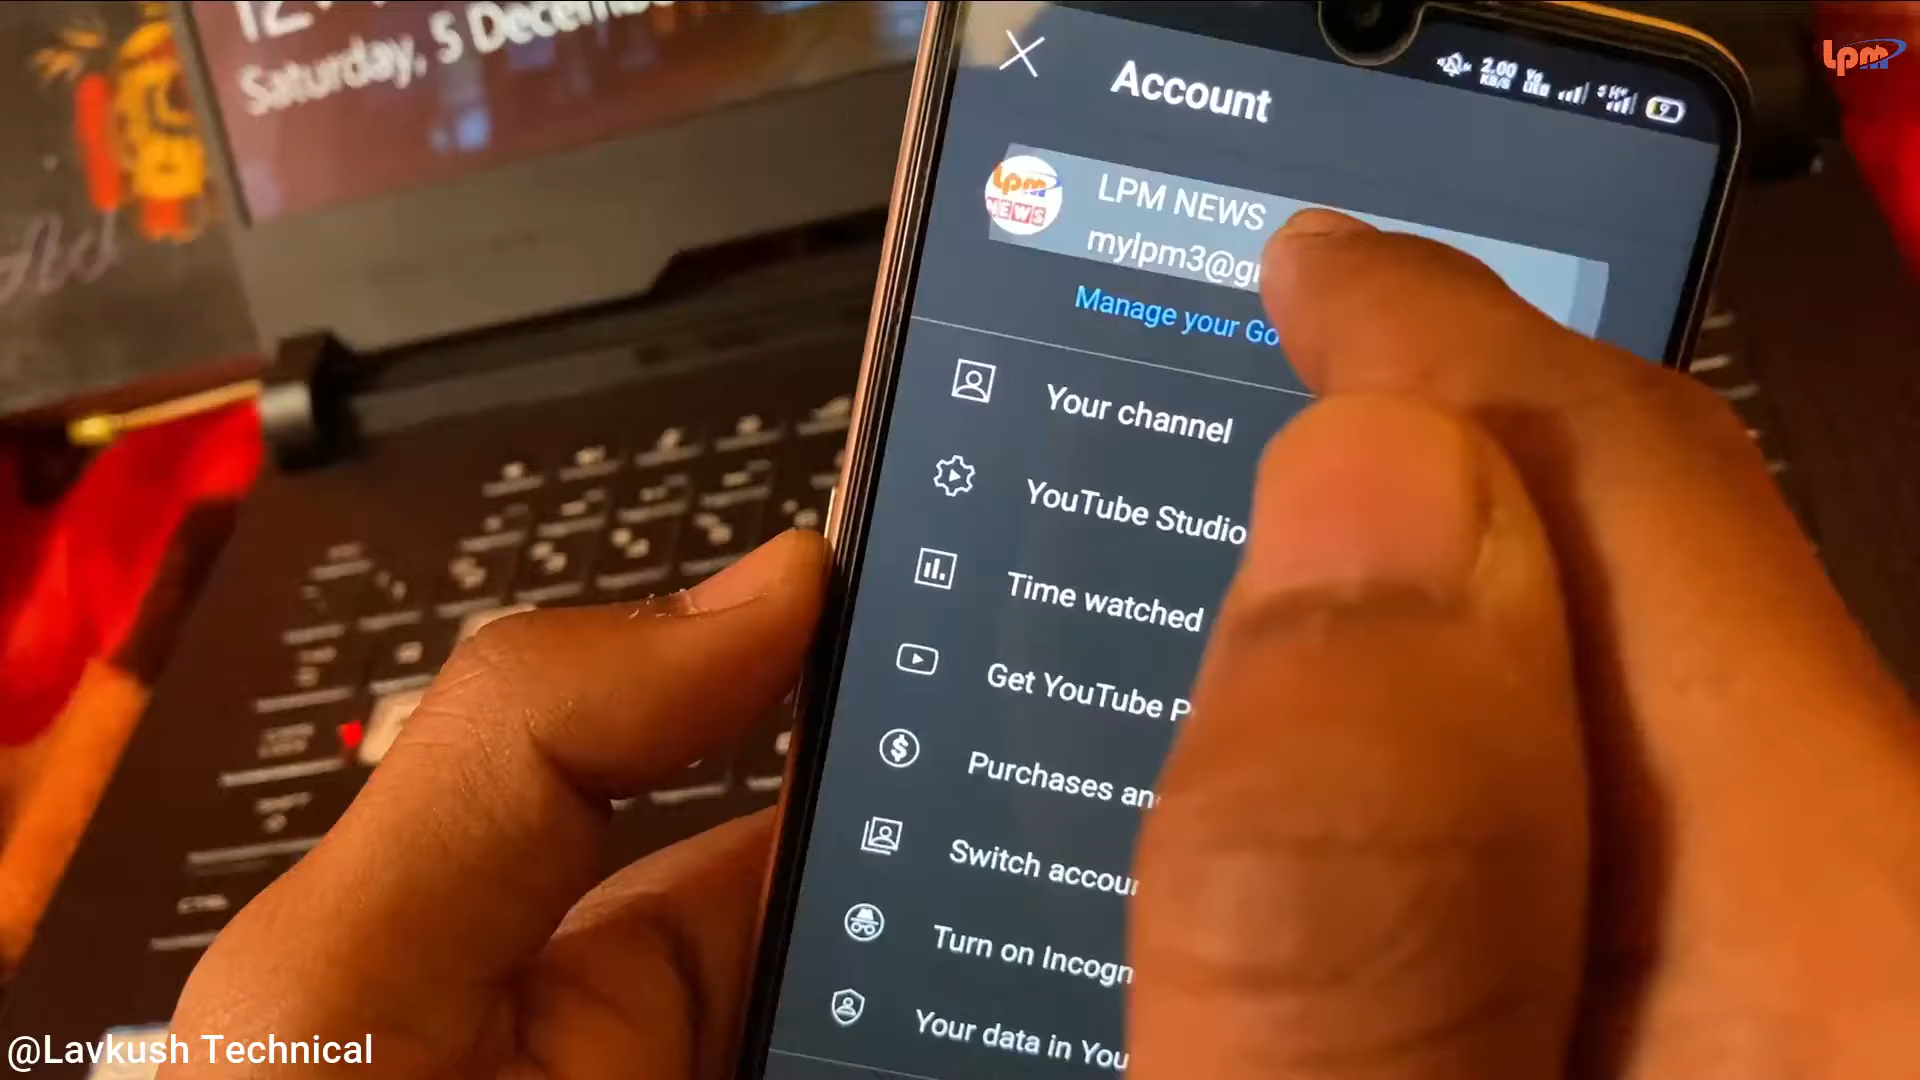 Saturday, 5 December
Lpm
2.00
KB/S
Account
Lpm
NEWS
LPM NEWS
mylpm3@g
Manage your Go
Your channel
YouTube Studio
Time watched
Get YouTube P
Purchases an
Switch accou
Turn on Incogn
Your data in You
@Lavkush Technical